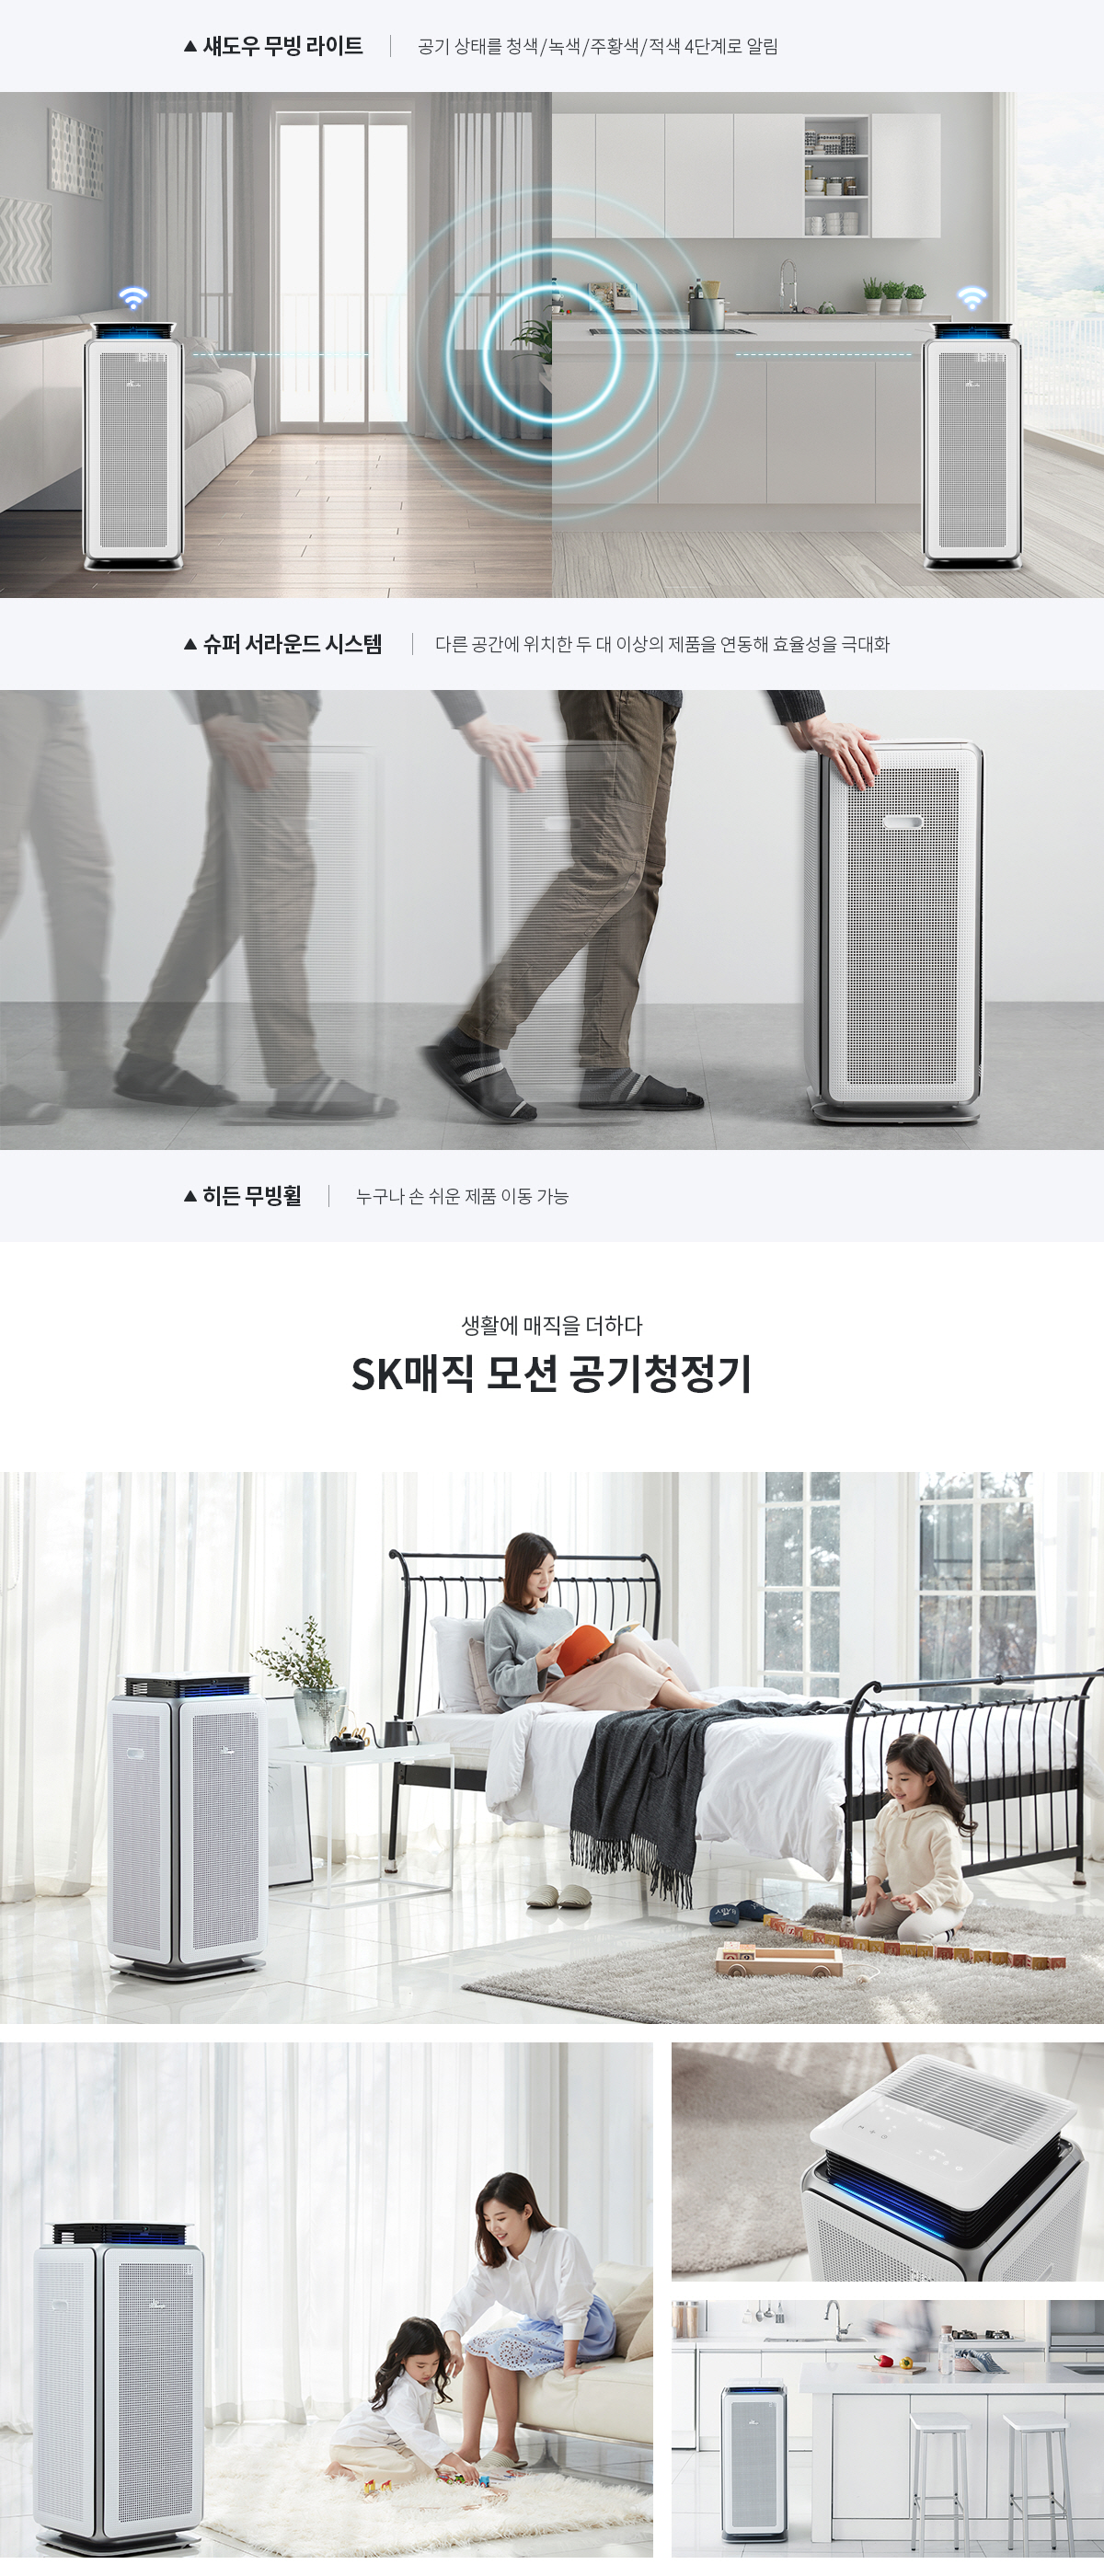 ▲ 섀도우 무빙 라이트 | 공기 상태를 청색/녹색/주황색/적색 4단계로 알림
▲ 슈퍼 서라운드 시스템 | 다른 공간에 위치한 두 대 이상의 제품을 연동해 효율성을 극대화
▲ 히든 무빙휠 | 누구나 손 쉬운 제품 이동 가능
생활에 매직을 더하다
SK매직 모션 공기청정기